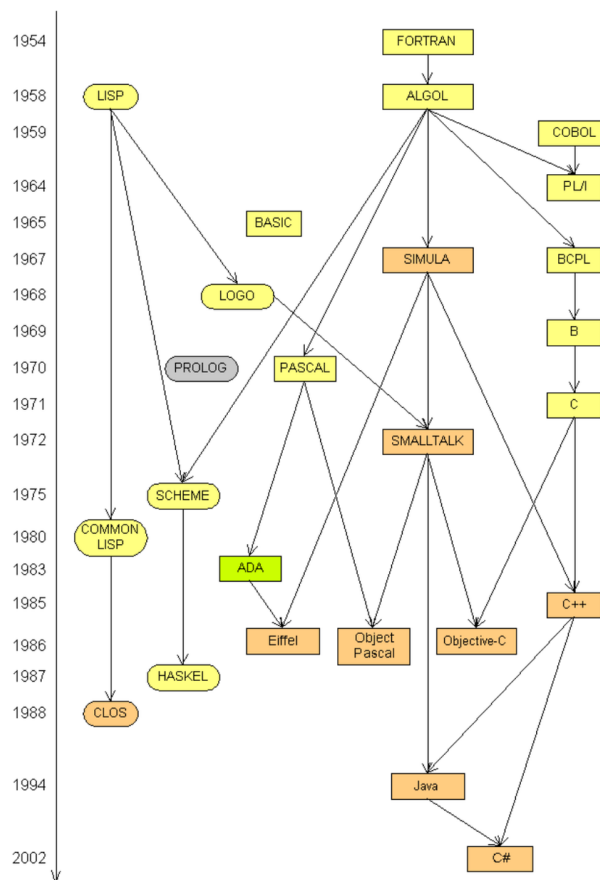 1954
FORTRAN
1958
LISP
ALGOL
1959
COBOL
1964
PL/I
1965
BASIC
1967
SIMULA
BCPL
1968
LOGO
1969
B
1970
PROLOG
PASCAL
1971
C
1972
SMALLTALK
1975
SCHEME
1980
COMMON
LISP
1983
ADA
1985
C++
1986
Eiffel
Object
Pascal
Objective-C
1987
HASKEL
1988
CLOS
1994
Java
2002
C#